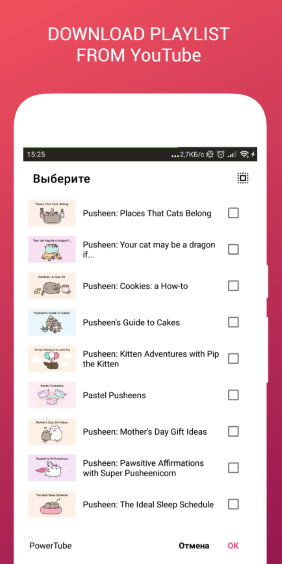 DOWNLOAD PLAYLIST
FROM YouTube
15:25
...2,7КБ/с
Выберите
Places That Cats Belong
Pusheen: Places That Cats Belong
Your cat may be a dragon if...
Pusheen: Your cat may be a dragon
if...
Cookies: a How-to
Pusheen: Cookies: a How-to
Pusheen's Guide to Cakes
Pusheen's Guide to Cakes
Kitten Adventures with Pip
Pusheen: Kitten Adventures with Pip
the Kitten
Pastel Pusheens
Pastel Pusheens
Mother's Day Gift Ideas
Pusheen: Mother's Day Gift Ideas
Pawsitive Affirmations
Pusheen: Pawsitive Affirmations
with Super Pusheenicorn
The Ideal Sleep Schedule
Pusheen: The Ideal Sleep Schedule
PowerTube
Отмена
OK